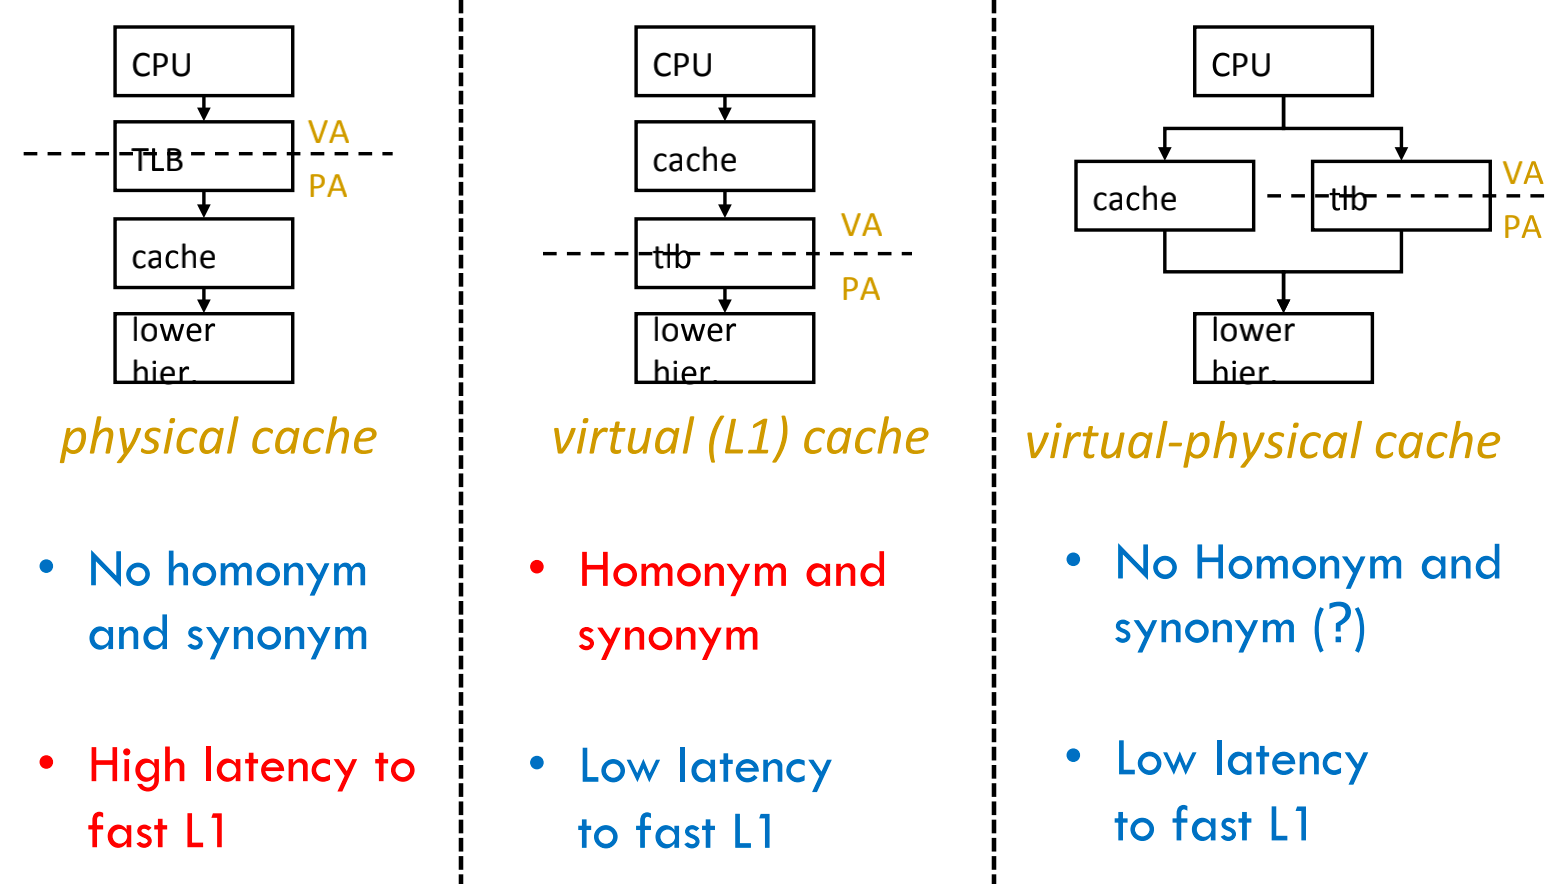 CPU
TLB
VA
PA
cache
lower
hier.
physical cache
• No homonym
and synonym
• High latency to
fast L1
CPU
cache
tlb
VA
PA
lower
hier.
virtual (L1) cache
• Homonym and
synonym
• Low latency
to fast L1
CPU
cache
tlb
VA
PA
lower
hier.
virtual-physical cache
• No Homonym and
synonym (?)
• Low latency
to fast L1